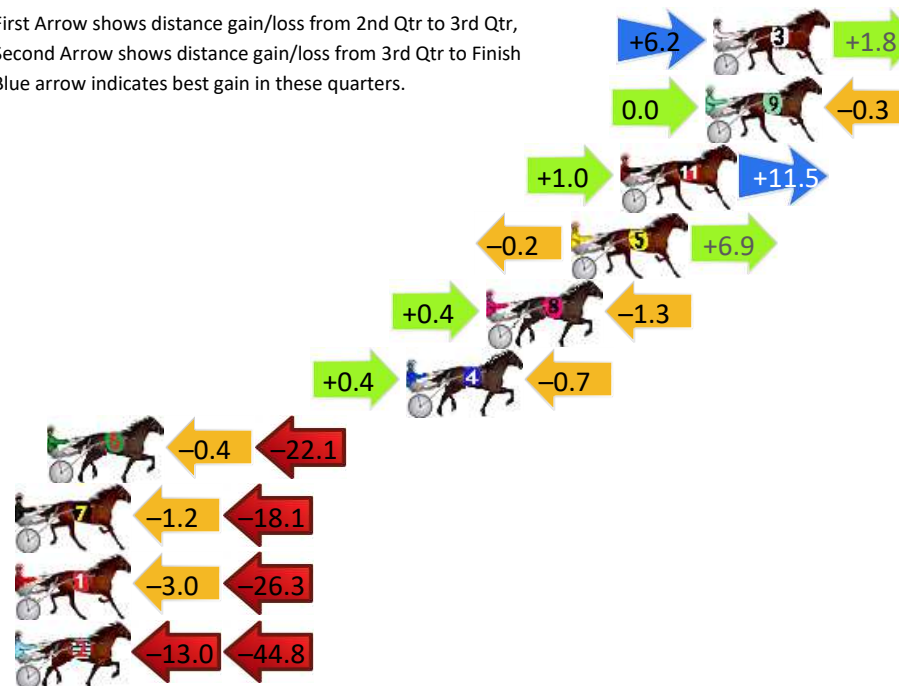 First Arrow shows distance gain/loss from 2nd Qtr to 3rd Qtr,
Second Arrow shows distance gain/loss from 3rd Qtr to Finish
Blue arrow indicates best gain in these quarters.
+6.2 3 +1.8
0.0 9 –0.3
+1.0 11 +11.5
–0.2 5 +6.9
+0.4 8 –1.3
+0.4 4 –0.7
–0.4 –22.1
7 –1.2 –18.1
1 –3.0 –26.3
2 –13.0 –44.8